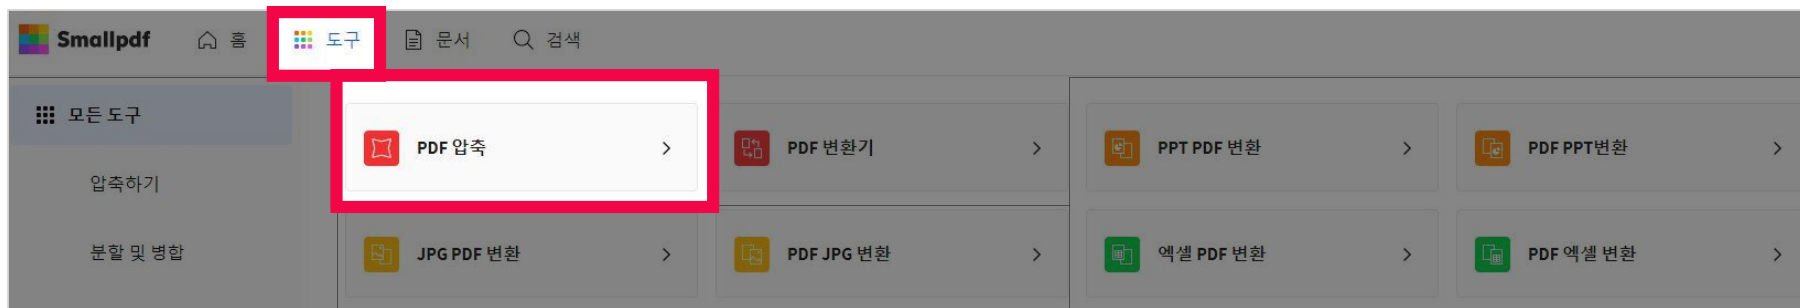 Smallpdf 홈 도구 문서 검색
모든 도구
압축하기
분할 및 병합
PDF 압축
PDF 변환기
PPT PDF 변환
PDF PPT변환
JPG PDF 변환
PDF JPG 변환
엑셀 PDF 변환
PDF 엑셀 변환